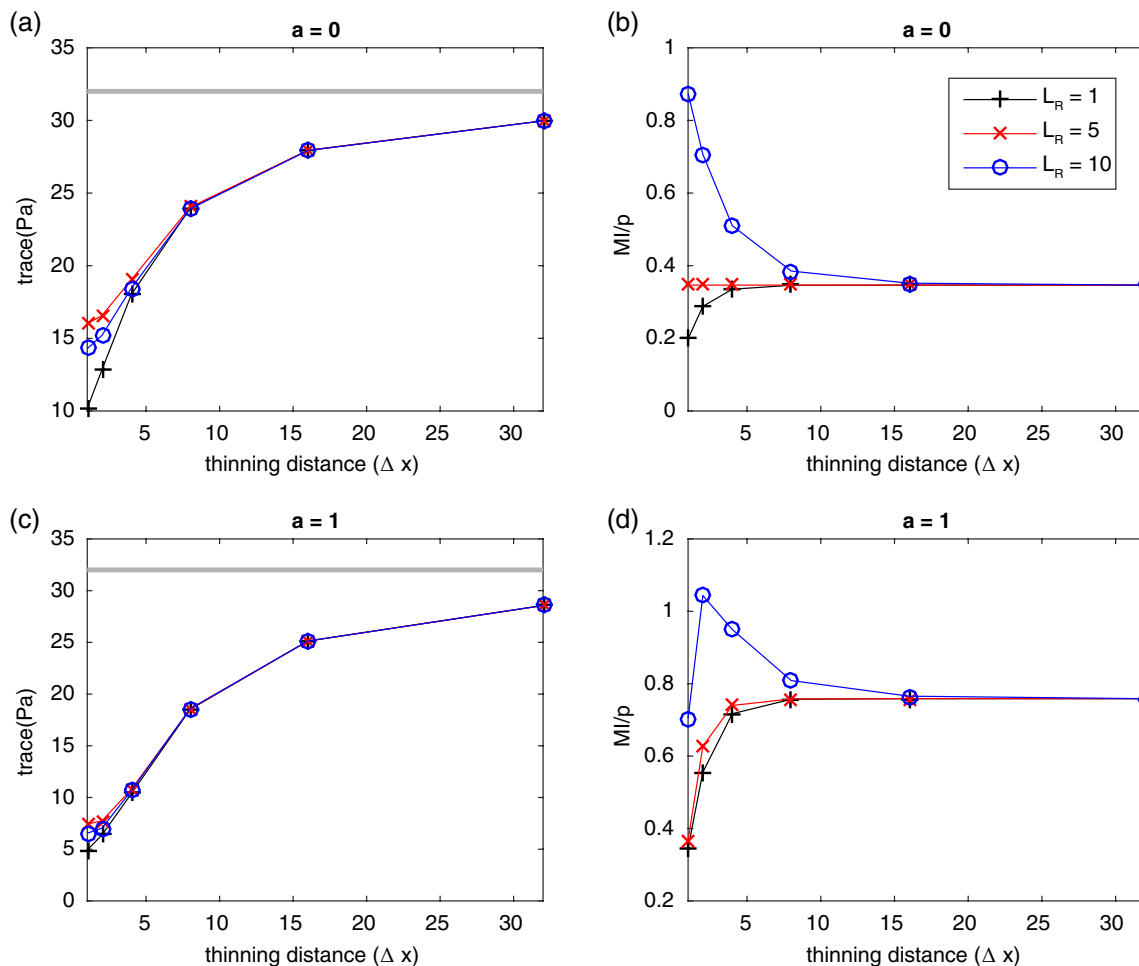 (a)
a = 0
35
30
25
20
15
10
trace(Pa)
5
10
15
20
25
30
thinning distance (Δ x)
(b)
a = 0
1
0.8
0.6
0.4
0.2
0
MI/p
L_R = 1
L_R = 5
L_R = 10
5
10
15
20
25
30
thinning distance (Δ x)
(c)
a = 1
35
30
25
20
15
10
5
0
trace(Pa)
5
10
15
20
25
30
thinning distance (Δ x)
(d)
a = 1
1.2
1
0.8
0.6
0.4
0.2
MI/p
5
10
15
20
25
30
thinning distance (Δ x)